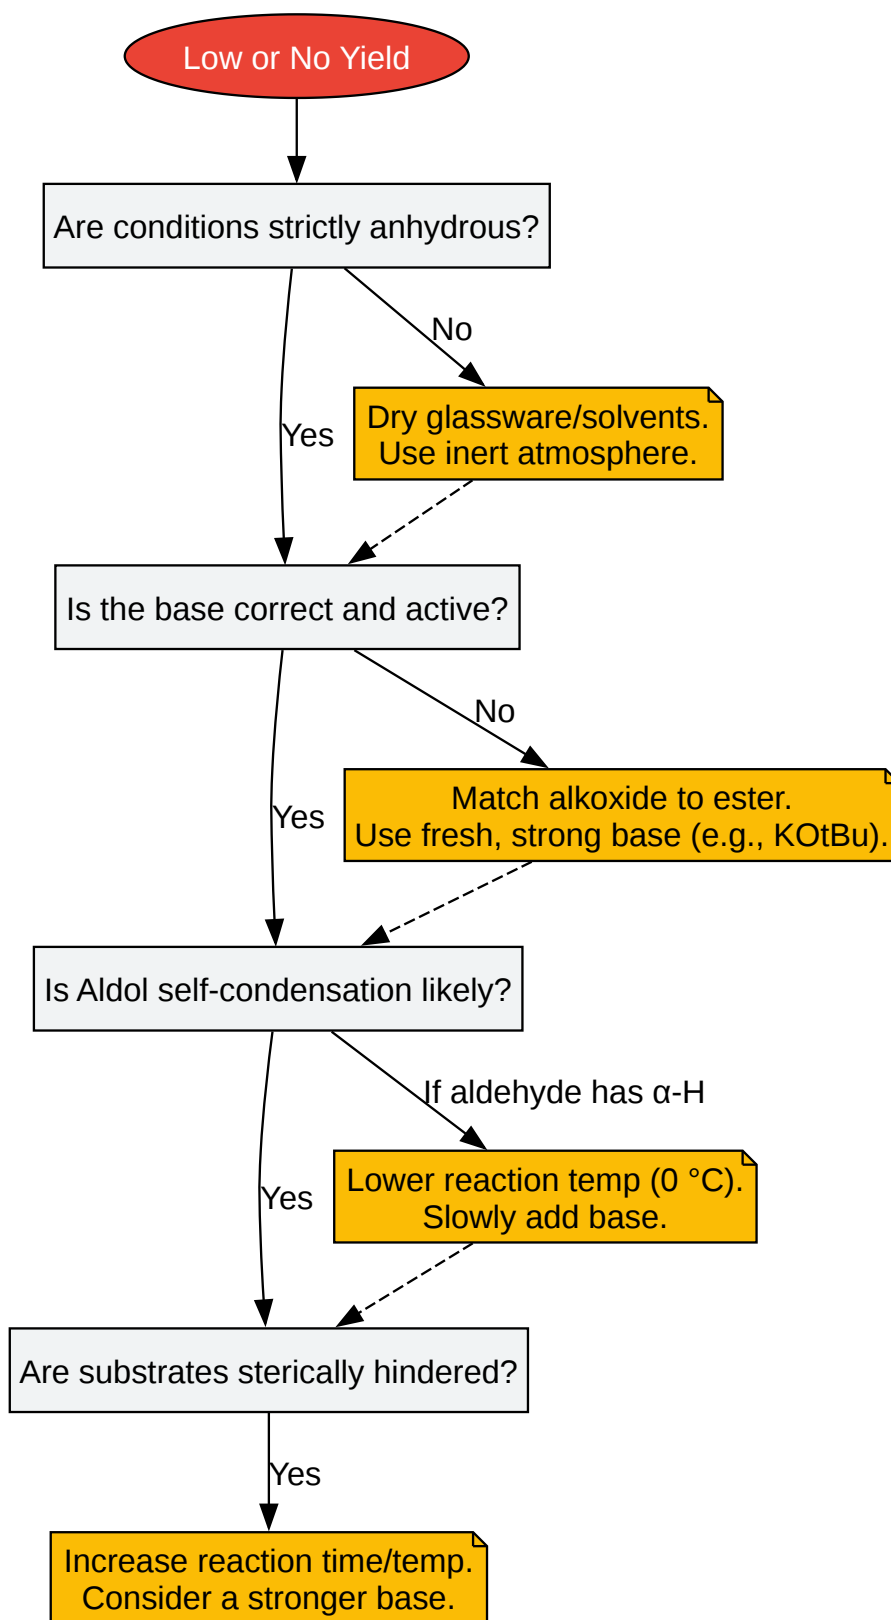 Low or No Yield
Are conditions strictly anhydrous?
No
Dry glassware/solvents.
Use inert atmosphere.
Yes
Is the base correct and active?
No
Match alkoxide to ester.
Use fresh, strong base (e.g., KOtBu).
Yes
Is Aldol self-condensation likely?
If aldehyde has α-H
Lower reaction temp (0 °C).
Slowly add base.
Yes
Are substrates sterically hindered?
Yes
Increase reaction time/temp.
Consider a stronger base.